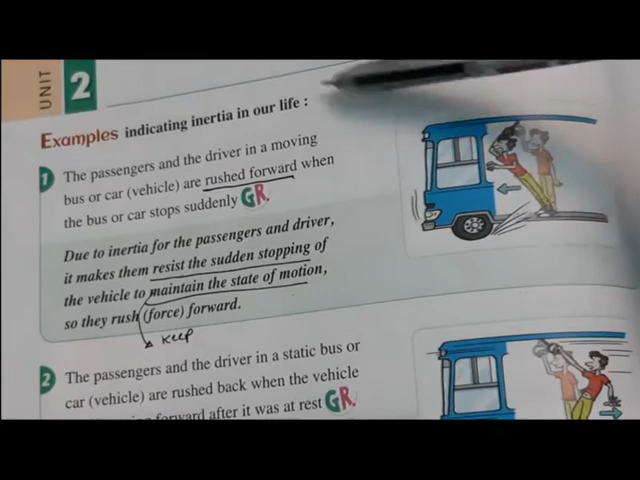 UNIT
2
Examples indicating inertia in our life :
1 The passengers and the driver in a moving
bus or car (vehicle) are rushed forward when
the bus or car stops suddenly GR.
Due to inertia for the passengers and driver,
it makes them resist the sudden stopping of
the vehicle to maintain the state of motion,
so they rush (force) forward.
keep
2 The passengers and the driver in a static bus or
car (vehicle) are rushed back when the vehicle
forward after it was at rest GR.